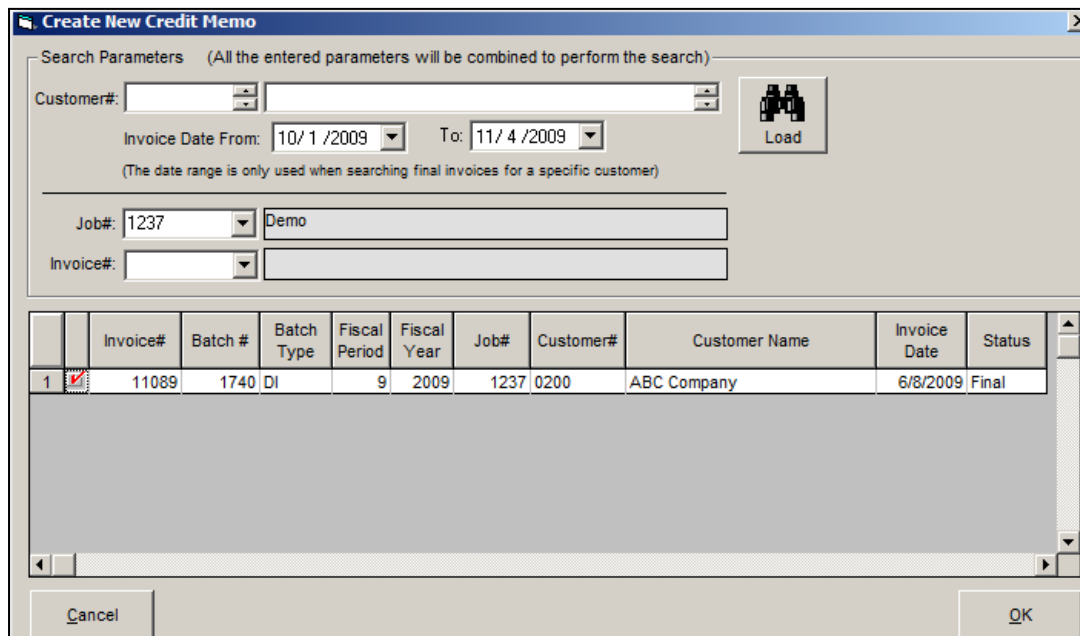 Create New Credit Memo
Search Parameters (All the entered parameters will be combined to perform the search)
Customer#:
Load
Invoice Date From: 10/ 1 /2009 To: 11/ 4 /2009
(The date range is only used when searching final invoices for a specific customer)
Job#: 1237 Demo
Invoice#:
Invoice# Batch # Batch Type Fiscal Period Fiscal Year Job# Customer# Customer Name Invoice Date Status
1 11089 1740 DI 9 2009 1237 0200 ABC Company 6/8/2009 Final
Cancel OK